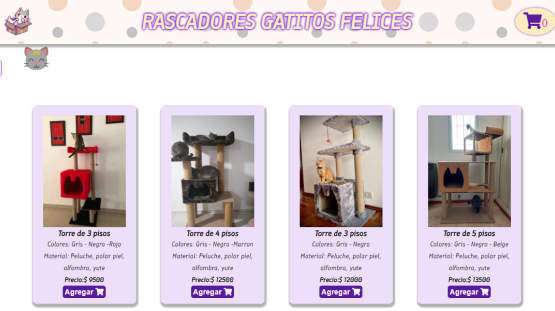 RASCADORES GATITOS FELICES
0
Torre de 3 pisos
Colores: Gris - Negro -Rojo
Material: Peluche, polar piel,
alfombra, yute
Precio:$ 9500
Agregar
Torre de 4 pisos
Colores: Gris - Negro -Marron
Material: Peluche, polar piel,
alfombra, yute
Precio:$ 12500
Agregar
Torre de 3 pisos
Colores: Gris - Negro
Material: Peluche, polar piel,
alfombra, yute
Precio:$ 12000
Agregar
Torre de 5 pisos
Colores: Gris - Negro - Beige
Material: Peluche, polar piel,
alfombra, yute
Precio:$ 13500
Agregar